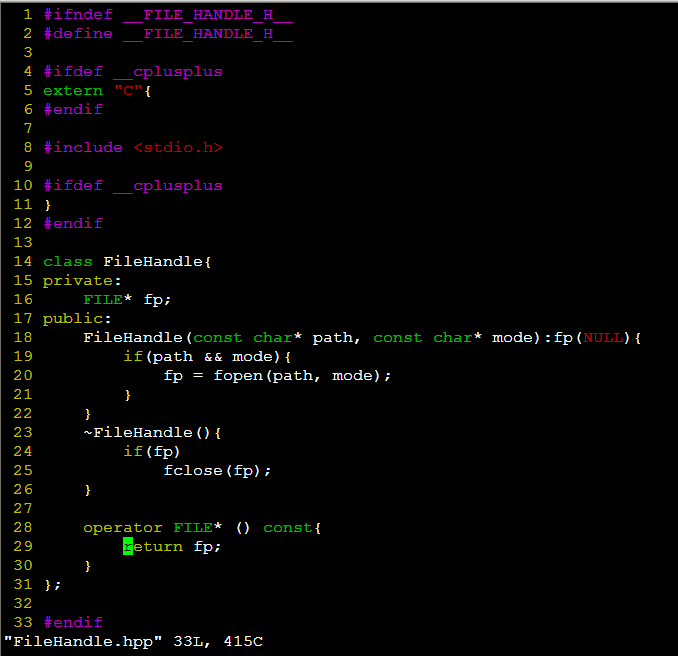 1 #ifndef __FILE_HANDLE_H__
2 #define __FILE_HANDLE_H__
3
4 #ifdef __cplusplus
5 extern "C"{
6 #endif
7
8 #include <stdio.h>
9
10 #ifdef __cplusplus
11 }
12 #endif
13
14 class FileHandle{
15 private:
16     FILE* fp;
17 public:
18     FileHandle(const char* path, const char* mode):fp(NULL){
19         if(path && mode){
20             fp = fopen(path, mode);
21         }
22     }
23     ~FileHandle(){
24         if(fp)
25             fclose(fp);
26     }
27
28     operator FILE* () const{
29         return fp;
30     }
31 };
32
33 #endif
"FileHandle.hpp" 33L, 415C